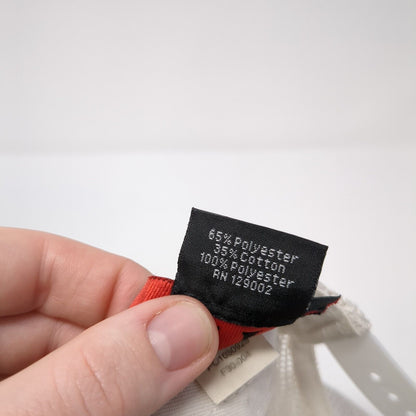 65% Polyester
35% Cotton
100% Polyester
RN 129002